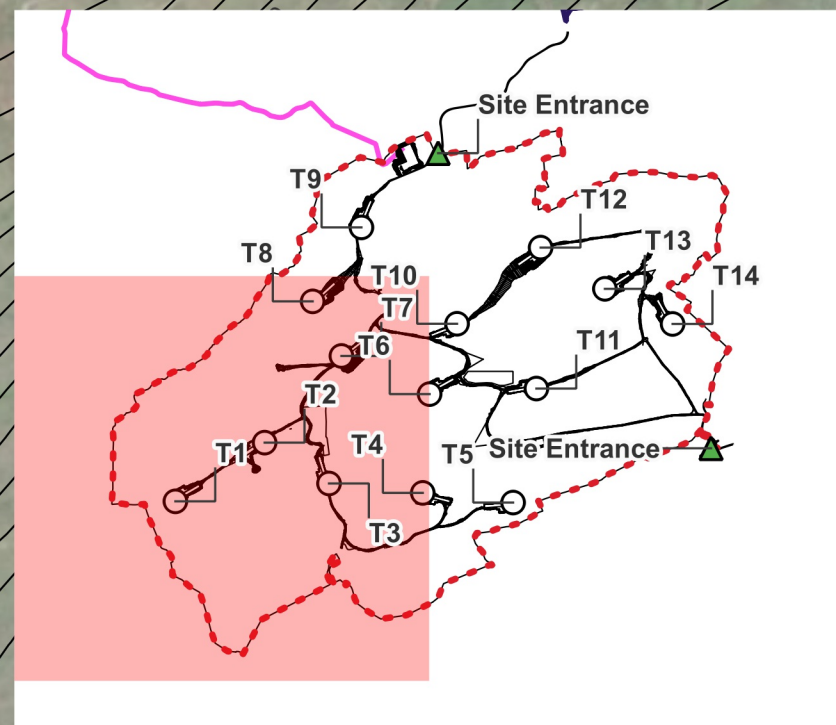 Site Entrance
T9
T12
T8
T13
T10
T14
T7
T6
T11
T2
T1
T4
T5
Site Entrance
T3